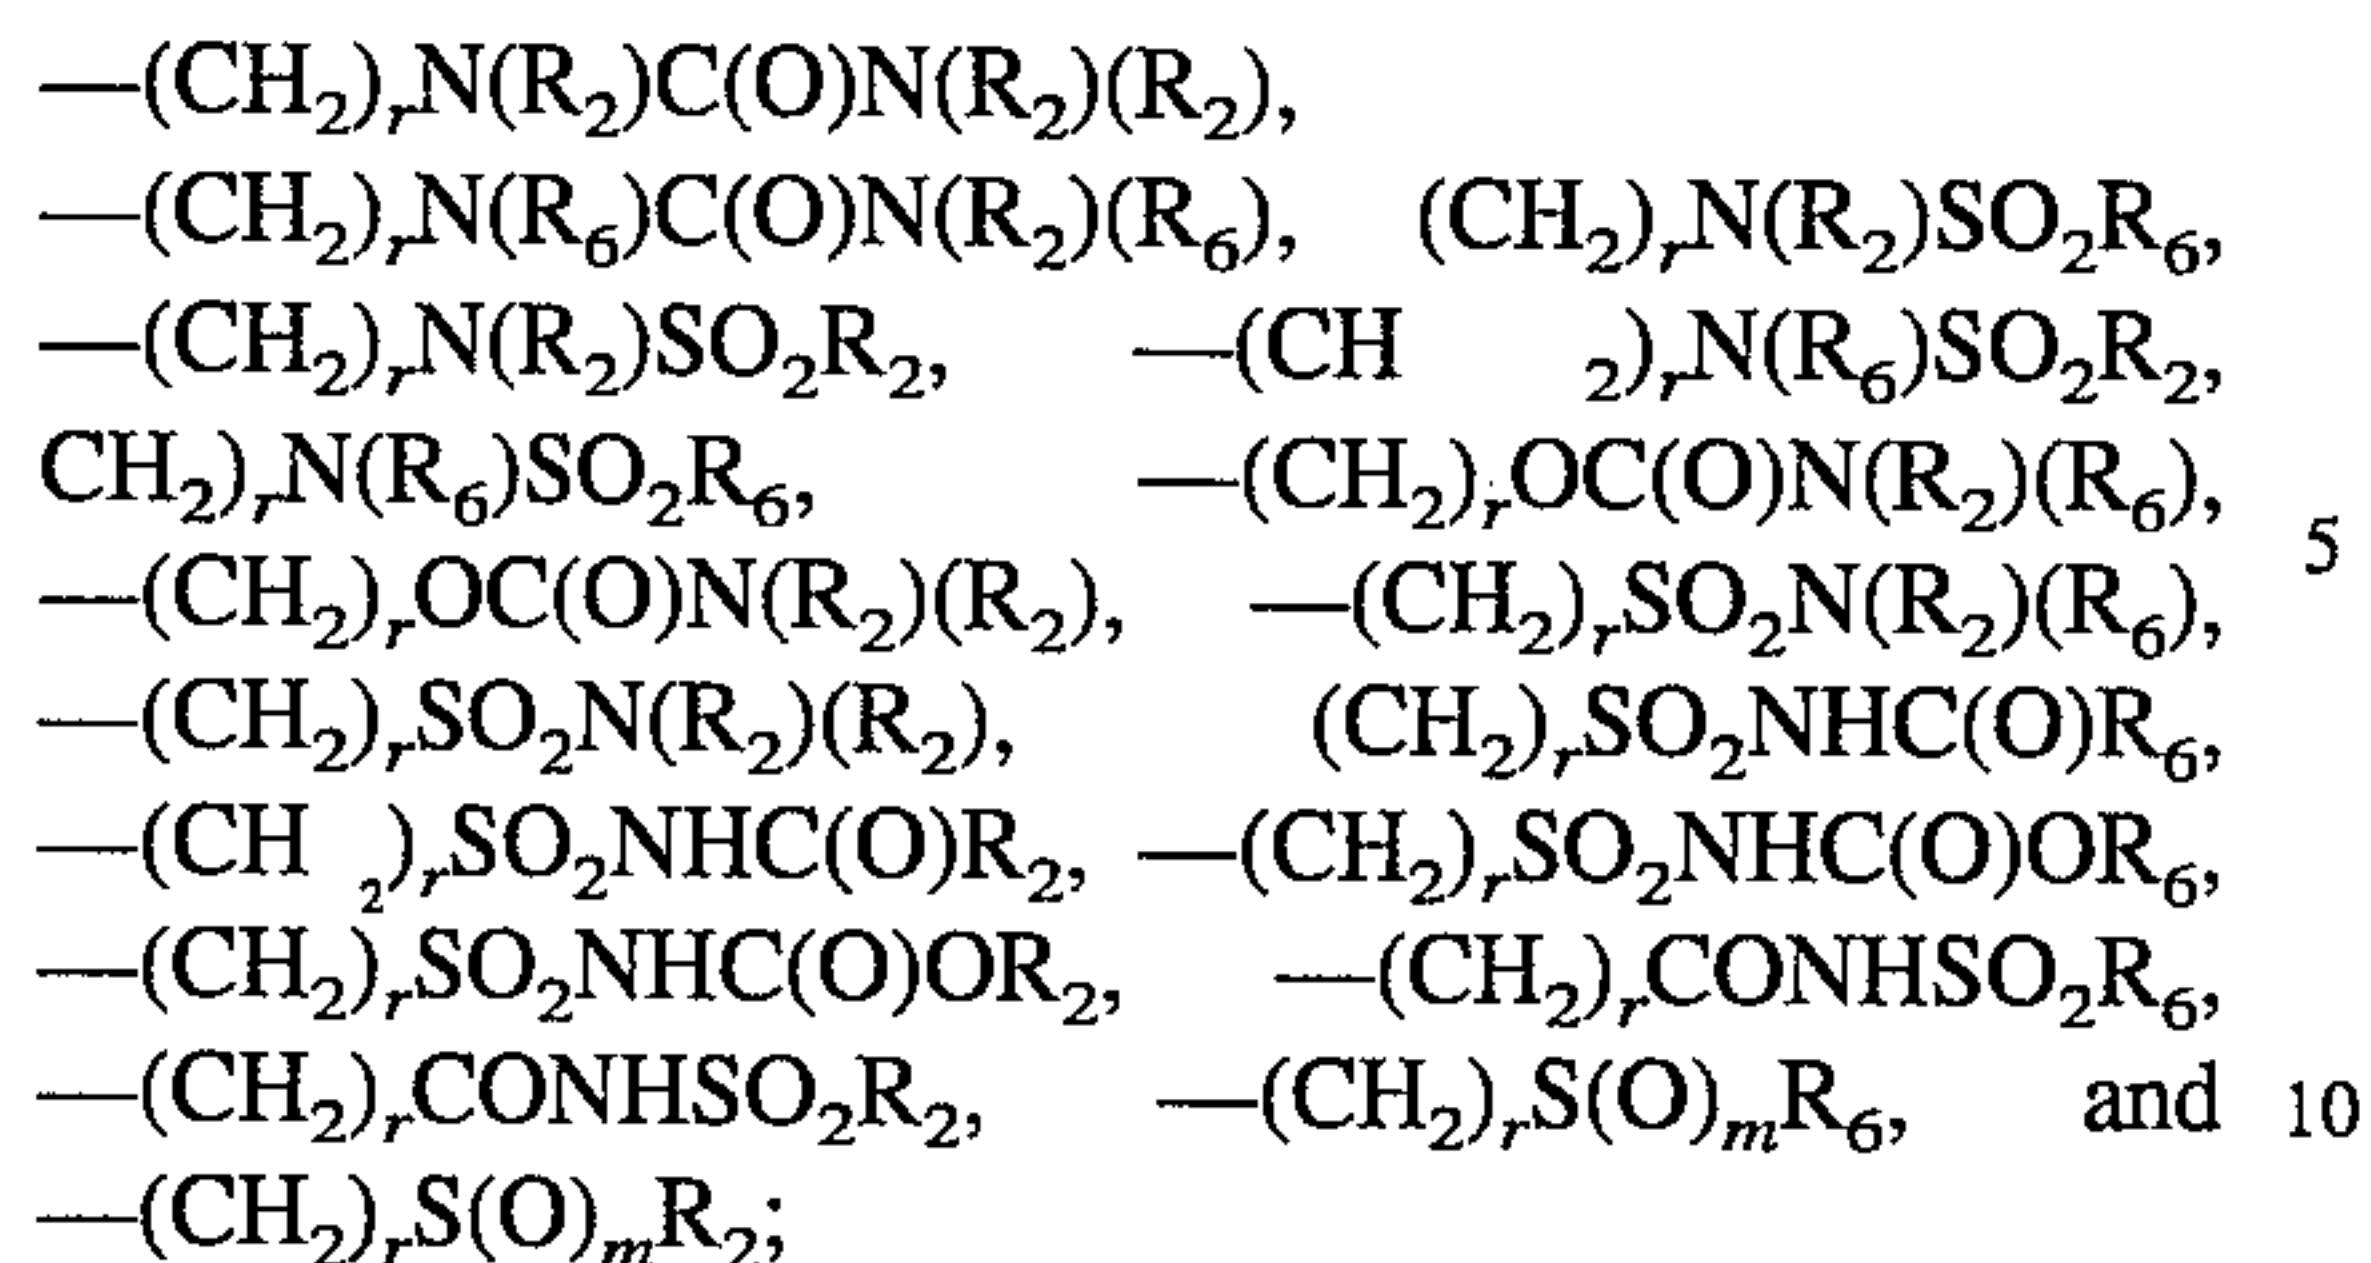 —(CH₂)ᵣN(R₂)C(O)N(R₂)(R₂),
—(CH₂)ᵣN(R₆)C(O)N(R₂)(R₆), (CH₂)ᵣN(R₂)SO₂R₆,
—(CH₂)ᵣN(R₂)SO₂R₂, —(CH ₂)ᵣN(R₆)SO₂R₂,
CH₂)ᵣN(R₆)SO₂R₆, —(CH₂)ᵣOC(O)N(R₂)(R₆), 5
—(CH₂)ᵣOC(O)N(R₂)(R₂), —(CH₂)ᵣSO₂N(R₂)(R₆),
—(CH₂)ᵣSO₂N(R₂)(R₂), (CH₂)ᵣSO₂NHC(O)R₆,
—(CH ₂)ᵣSO₂NHC(O)R₂, —(CH₂)ᵣSO₂NHC(O)OR₆,
—(CH₂)ᵣSO₂NHC(O)OR₂, —(CH₂)ᵣCONHSO₂R₆,
—(CH₂)ᵣCONHSO₂R₂, —(CH₂)ᵣS(O)ₘR₆, and 10
—(CH₂)ᵣS(O)ₘR₂;